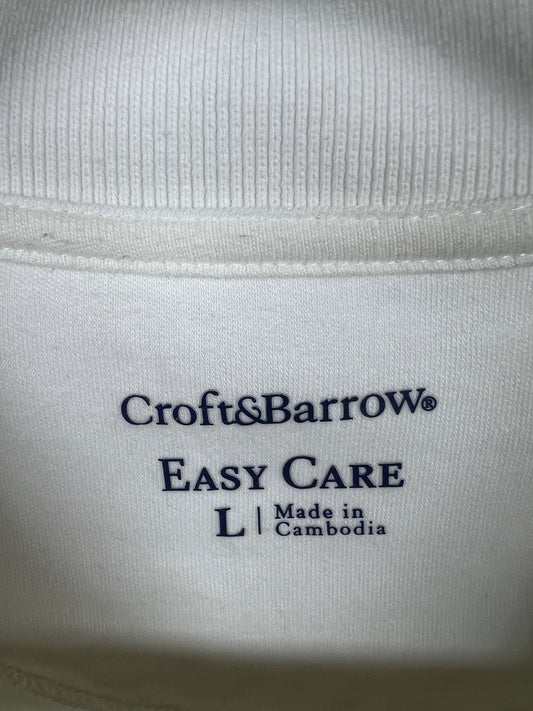 Croft&Barrow®
EASY CARE
L | Made in
Cambodia